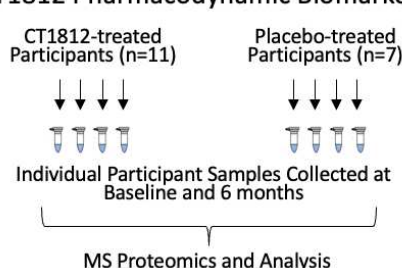 CT1812-treated Placebo-treated
Participants (n=11) Participants (n=7)
Individual Participant Samples Collected at
Baseline and 6 months
MS Proteomics and Analysis